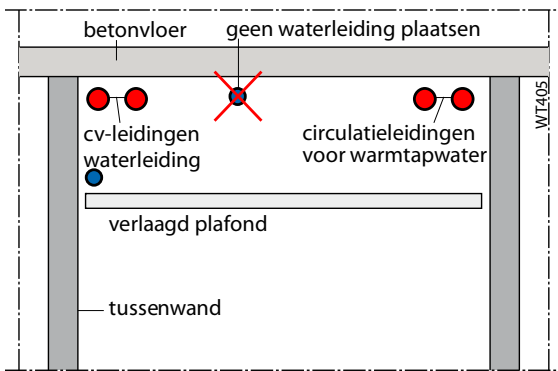 betonvloer
geen waterleiding plaatsen
WT405
cv-leidingen
waterleiding
circulatieleidingen
voor warmtapwater
verlaagd plafond
tussenwand